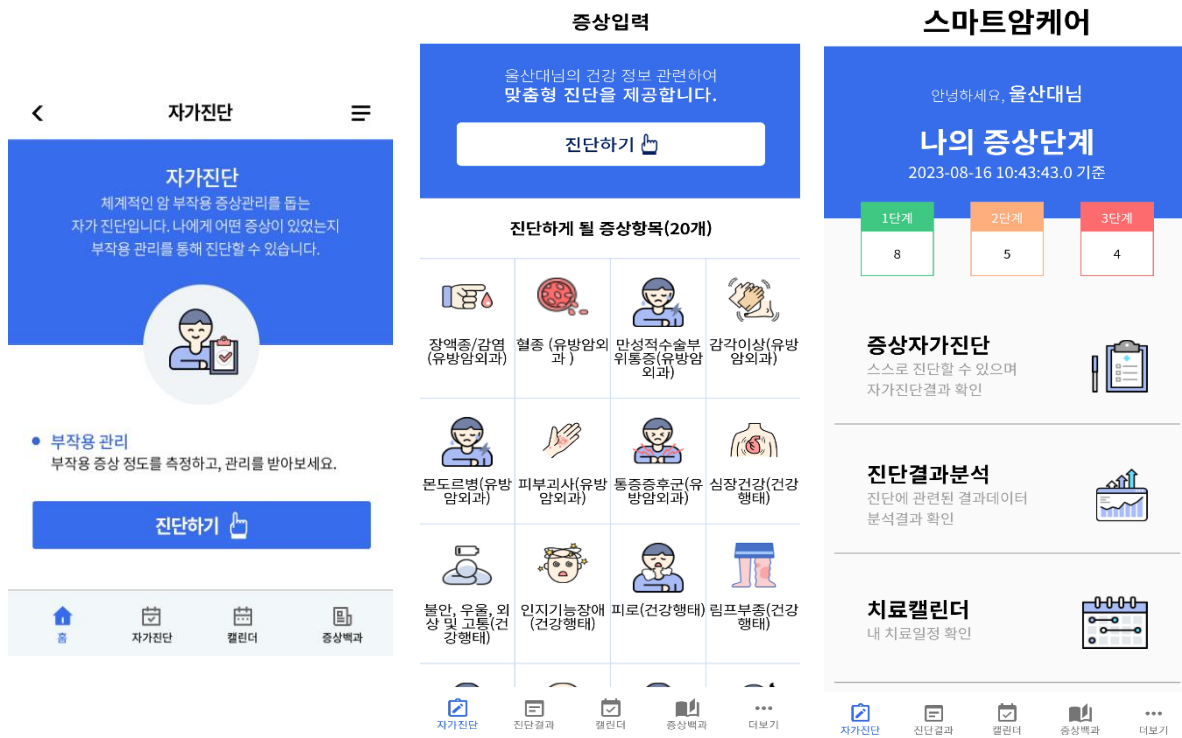 자가진단
자가진단
체계적인 암 부작용 증상관리를 돕는
자가 진단입니다. 나에게 어떤 증상이 있었는지
부작용 관리를 통해 진단할 수 있습니다.
부작용 관리
부작용 증상 정도를 측정하고, 관리를 받아보세요.
진단하기
홈 자가진단 캘린더 증상백과
증상입력
울산대님의 건강 정보 관련하여
맞춤형 진단을 제공합니다.
진단하기
진단하게 될 증상항목(20개)
장액종/감염
(유방암외과)
혈종 (유방암외
과 )
만성적수술부
위통증(유방암
외과)
감각이상(유방
암외과)
몬도르병(유방
암외과)
피부괴사(유방
암외과)
통증증후군(유
방암외과)
심장건강(건강
행태)
불안, 우울, 외
상 및 고통(건
강행태)
인지기능장애
(건강행태)
피로(건강행태)
림프부종(건강
행태)
자가진단 진단결과 캘린더 증상백과 더보기
스마트암케어
안녕하세요, 울산대님
나의 증상단계
2023-08-16 10:43:43.0 기준
1단계 2단계 3단계
8 5 4
증상자가진단
스스로 진단할 수 있으며
자가진단결과 확인
진단결과분석
진단에 관련된 결과데이터
분석결과 확인
치료캘린더
내 치료일정 확인
자가진단 진단결과 캘린더 증상백과 더보기